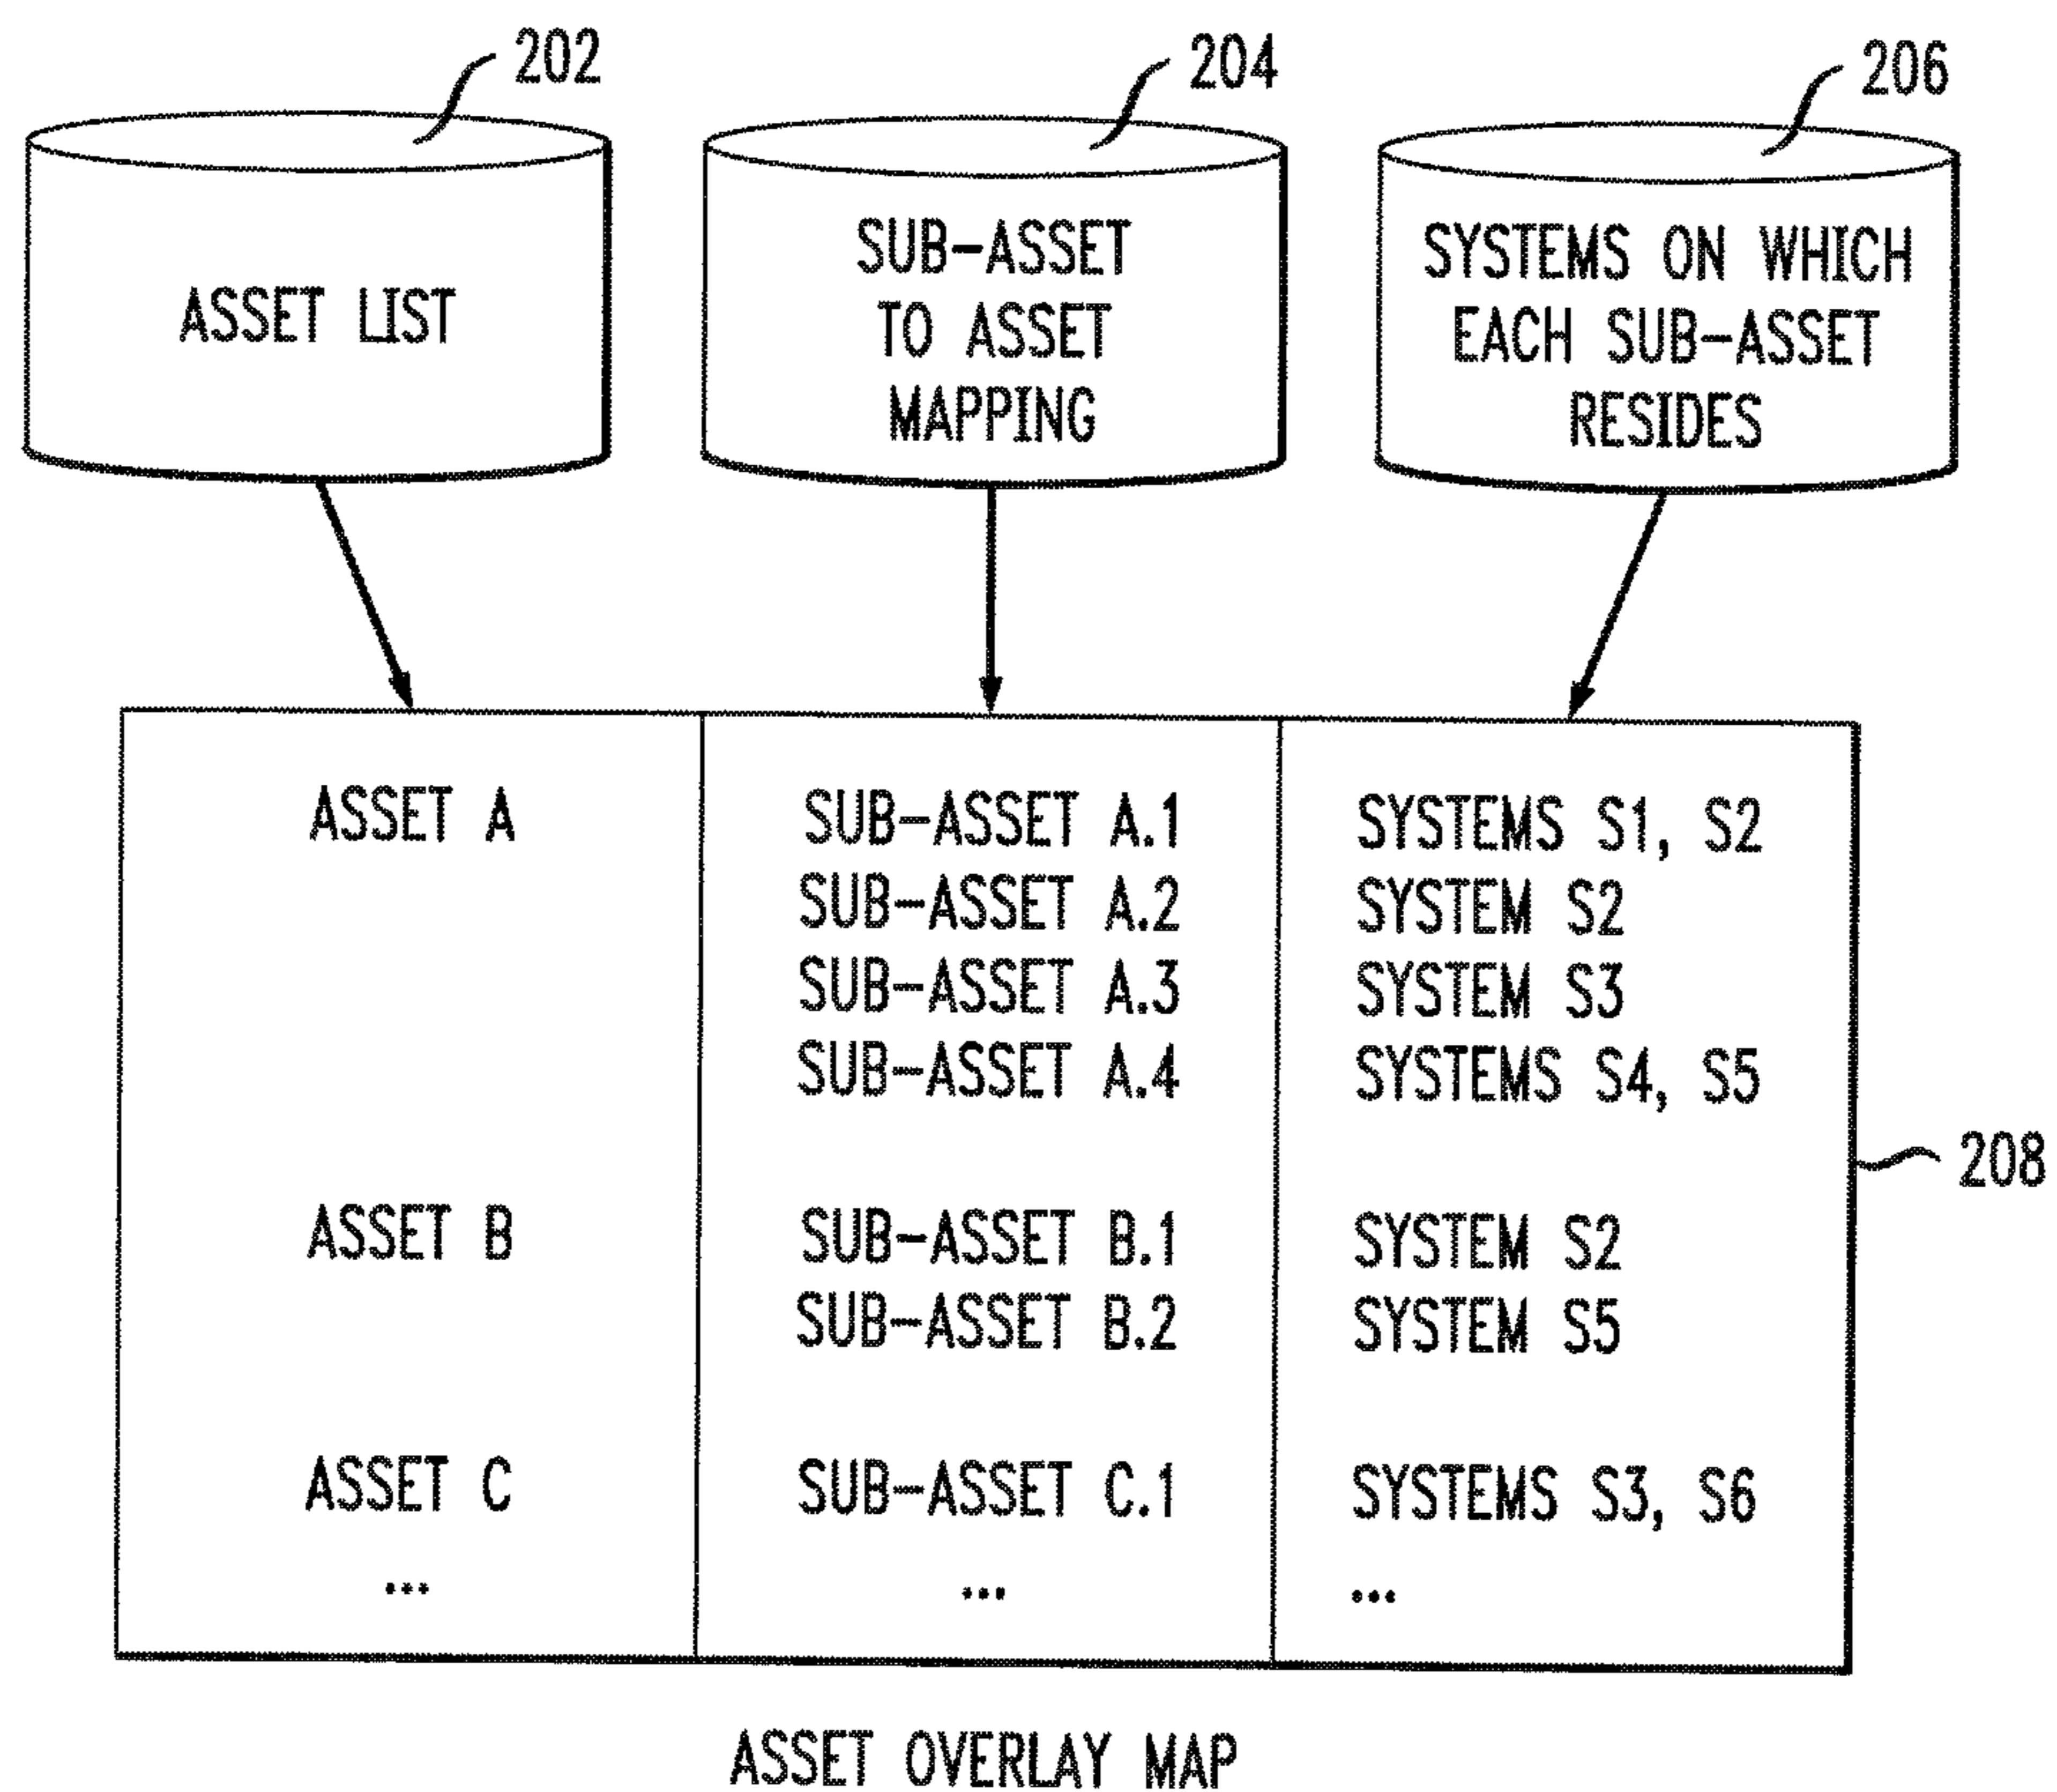 202
204
206
ASSET LIST
SUB-ASSET
TO ASSET
MAPPING
SYSTEMS ON WHICH
EACH SUB-ASSET
RESIDES
ASSET A SUB-ASSET A.1 SYSTEMS S1, S2
SUB-ASSET A.2 SYSTEM S2
SUB-ASSET A.3 SYSTEM S3
SUB-ASSET A.4 SYSTEMS S4, S5
208
ASSET B SUB-ASSET B.1 SYSTEM S2
SUB-ASSET B.2 SYSTEM S5
ASSET C SUB-ASSET C.1 SYSTEMS S3, S6
... ... ...
ASSET OVERLAY MAP